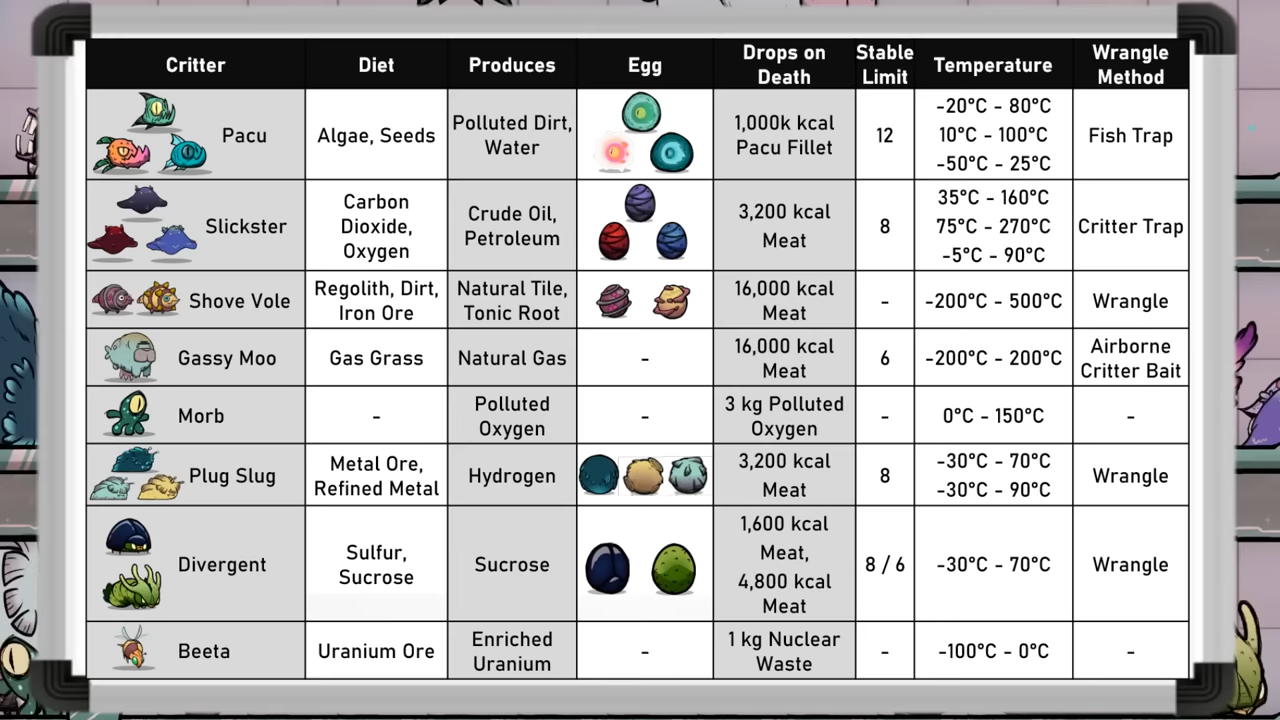 Critter
Diet
Produces
Egg
Drops on
Death
Stable
Limit
Temperature
Wrangle
Method
Pacu
Algae, Seeds
Polluted Dirt,
Water
1,000k kcal
Pacu Fillet
12
-20°C - 80°C
10°C - 100°C
-50°C - 25°C
Fish Trap
Slickster
Carbon
Dioxide,
Oxygen
Crude Oil,
Petroleum
3,200 kcal
Meat
8
35°C - 160°C
75°C - 270°C
-5°C - 90°C
Critter Trap
Shove Vole
Regolith, Dirt,
Iron Ore
Natural Tile,
Tonic Root
16,000 kcal
Meat
-
-200°C - 500°C
Wrangle
Gassy Moo
Gas Grass
Natural Gas
-
16,000 kcal
Meat
6
-200°C - 200°C
Airborne
Critter Bait
Morb
-
Polluted
Oxygen
-
3 kg Polluted
Oxygen
-
0°C - 150°C
-
Plug Slug
Metal Ore,
Refined Metal
Hydrogen
3,200 kcal
Meat
8
-30°C - 70°C
-30°C - 90°C
Wrangle
Divergent
Sulfur,
Sucrose
Sucrose
1,600 kcal
Meat,
4,800 kcal
Meat
8 / 6
-30°C - 70°C
Wrangle
Beeta
Uranium Ore
Enriched
Uranium
-
1 kg Nuclear
Waste
-
-100°C - 0°C
-